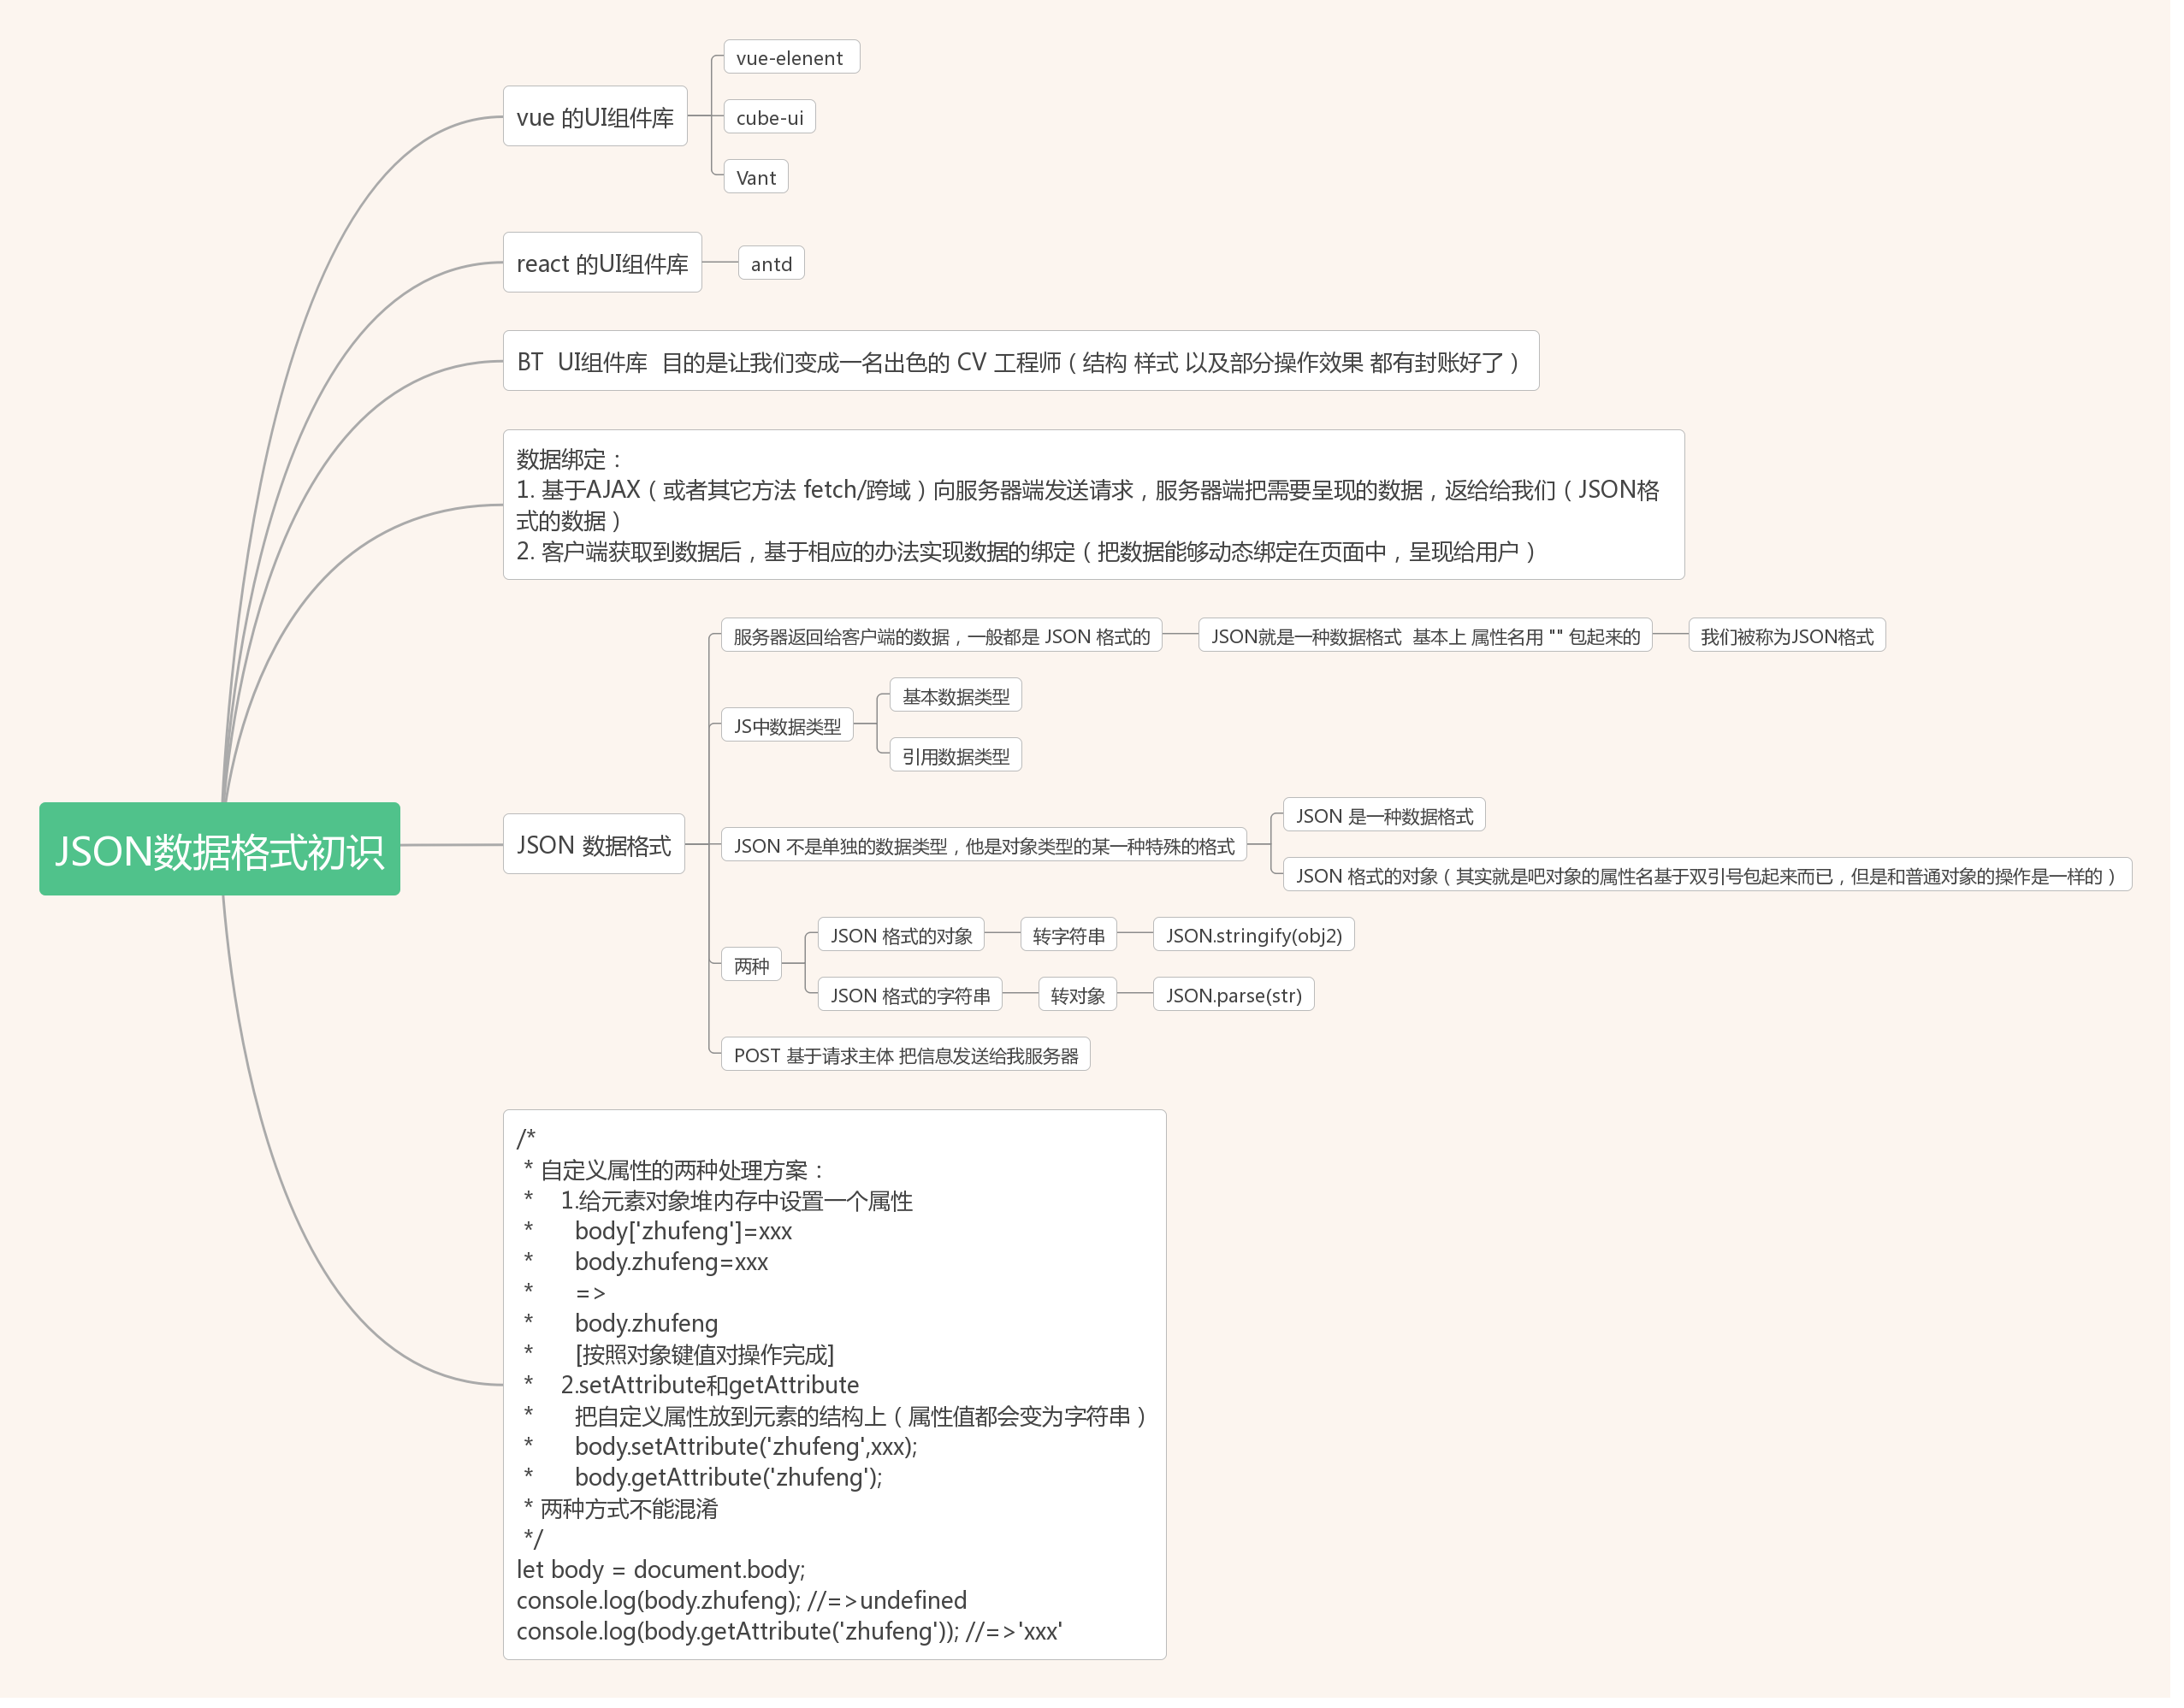 vue-elenent
vue 的UI组件库
cube-ui
Vant
react 的UI组件库
antd
BT  UI组件库  目的是让我们变成一名出色的 CV 工程师（结构 样式 以及部分操作效果 都有封账好了）
数据绑定：
1. 基于AJAX（或者其它方法 fetch/跨域）向服务器端发送请求，服务器端把需要呈现的数据，返给给我们（JSON格
式的数据）
2. 客户端获取到数据后，基于相应的办法实现数据的绑定（把数据能够动态绑定在页面中，呈现给用户）
服务器返回给客户端的数据，一般都是 JSON 格式的
JSON就是一种数据格式  基本上 属性名用 "" 包起来的
我们被称为JSON格式
JS中数据类型
基本数据类型
引用数据类型
JSON数据格式初识
JSON 数据格式
JSON 不是单独的数据类型，他是对象类型的某一种特殊的格式
JSON 是一种数据格式
JSON 格式的对象（其实就是吧对象的属性名基于双引号包起来而已，但是和普通对象的操作是一样的）
两种
JSON 格式的对象
转字符串
JSON.stringify(obj2)
JSON 格式的字符串
转对象
JSON.parse(str)
POST 基于请求主体 把信息发送给我服务器
/*
 * 自定义属性的两种处理方案：
 *    1.给元素对象堆内存中设置一个属性
 *      body['zhufeng']=xxx
 *      body.zhufeng=xxx
 *      =>
 *      body.zhufeng
 *      [按照对象键值对操作完成]
 *    2.setAttribute和getAttribute
 *      把自定义属性放到元素的结构上（属性值都会变为字符串）
 *      body.setAttribute('zhufeng',xxx);
 *      body.getAttribute('zhufeng');
 * 两种方式不能混淆
 */
let body = document.body;
console.log(body.zhufeng); //=>undefined
console.log(body.getAttribute('zhufeng')); //=>'xxx'